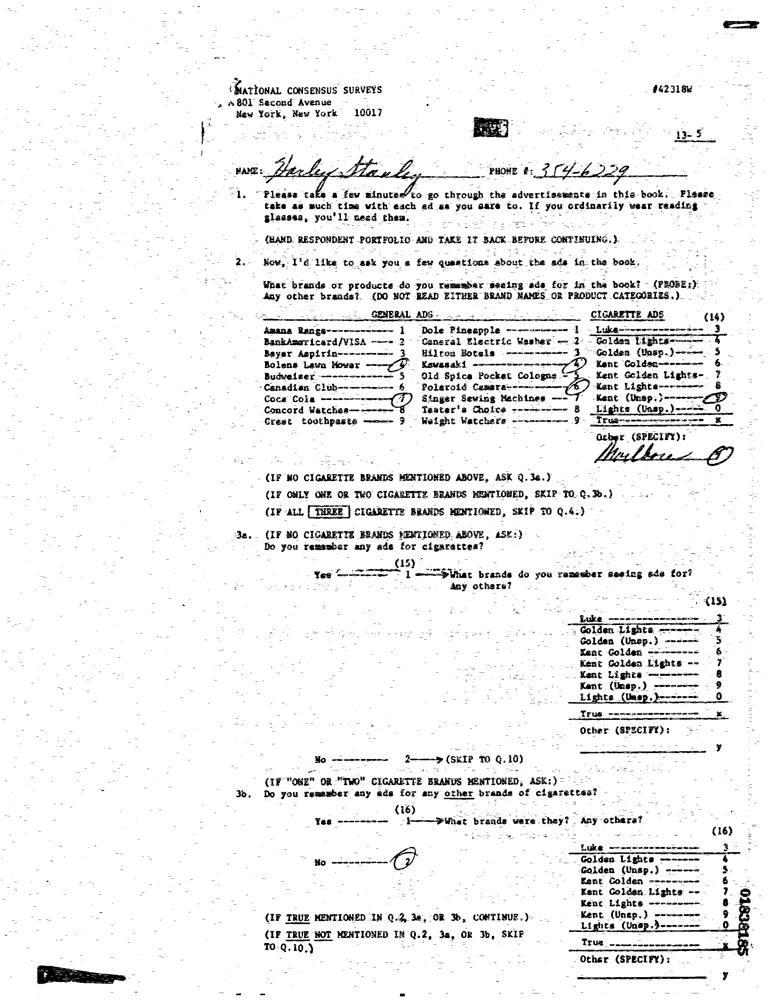 NATIONAL CONSENSUS SURVEYS #42318W
801 Second Avenue
New York, New York 10017
13- 5
NAME: Harley Stanley PHONE #: 354-6229
1. Please take a few minutes to go through the advertisements in this book. Please
take as much time with each ad as you care to. If you ordinarily wear reading
glasses, you'll need them.
(HAND RESPONDENT PORTFOLIO AND TAKE IT BACK BEFORE CONTINUING.)
2. Now, I'd like to ask you a few questions about the ads in the book.
What brands or products do you remember seeing ads for in the book? (PROBE:)
Any other brands? (DO NOT READ EITHER BRAND NAMES OR PRODUCT CATEGORIES.)
GENERAL ADS CIGARETTE ADS (14)
Amana Range----------- 1 Dole Pineapple ----------- 1 Luke--------------- 3
BankAmericard/VISA ---- 2 General Electric Washer -- 2 Golden Lights------ 4
Bayer Aspirin---------- 3 Hilton Hotels ----------- 3 Golden (Unsp.)----- 5
Bolens Lawn Mower ----- 4 Kawasaki --------------- 4 Kent Golden-------- 6
Budweiser -------------- 5 Old Spice Pocket Cologne - 5 Kent Golden Lights- 7
Canadian Club---------- 6 Polaroid Camera--------- 6 Kent Lights-------- 8
Coca Cola ------------- 7 Singer Sewing Machines --- 7 Kent (Unsp.)------- 9
Concord Watches-------- 8 Taster's Choice ---------- 8 Lights (Unsp.)----- 0
Crest toothpaste ----- 9 Weight Watchers ---------- 9 True--------------- x
Other (SPECIFY):
Marlboro
(IF NO CIGARETTE BRANDS MENTIONED ABOVE, ASK Q.3a.)
(IF ONLY ONE OR TWO CIGARETTE BRANDS MENTIONED, SKIP TO Q.3b.)
(IF ALL THREE CIGARETTE BRANDS MENTIONED, SKIP TO Q.4.)
3a. (IF NO CIGARETTE BRANDS MENTIONED ABOVE, ASK:)
Do you remember any ads for cigarettes?
(15)
Yes --------- 1 ----> What brands do you remember seeing ads for?
Any others?
(15)
Luke --------------- 3
Golden Lights ------- 4
Golden (Unsp.) ------ 5
Kent Golden --------- 6
Kent Golden Lights -- 7
Kent Lights --------- 8
Kent (Unsp.) -------- 9
Lights (Unsp.)------- 0
True ---------------- x
Other (SPECIFY):
y
No --------- 2----> (SKIP TO Q.10)
(IF "ONE" OR "TWO" CIGARETTE BRANDS MENTIONED, ASK:)
3b. Do you remember any ads for any other brands of cigarettes?
(16)
Yes --------- 1----> What brands were they? Any others?
(16)
Luke --------------- 3
No ---------- 2 Golden Lights ------- 4
Golden (Unsp.) ------ 5
Kent Golden --------- 6
Kent Golden Lights -- 7
Kent Lights --------- 8
(IF TRUE MENTIONED IN Q.2, 3a, OR 3b, CONTINUE.) Kent (Unsp.) -------- 9
Lights (Unsp.)------- 0
(IF TRUE NOT MENTIONED IN Q.2, 3a, OR 3b, SKIP
TO Q.10.) True ---------------- x
Other (SPECIFY):
y
01838185